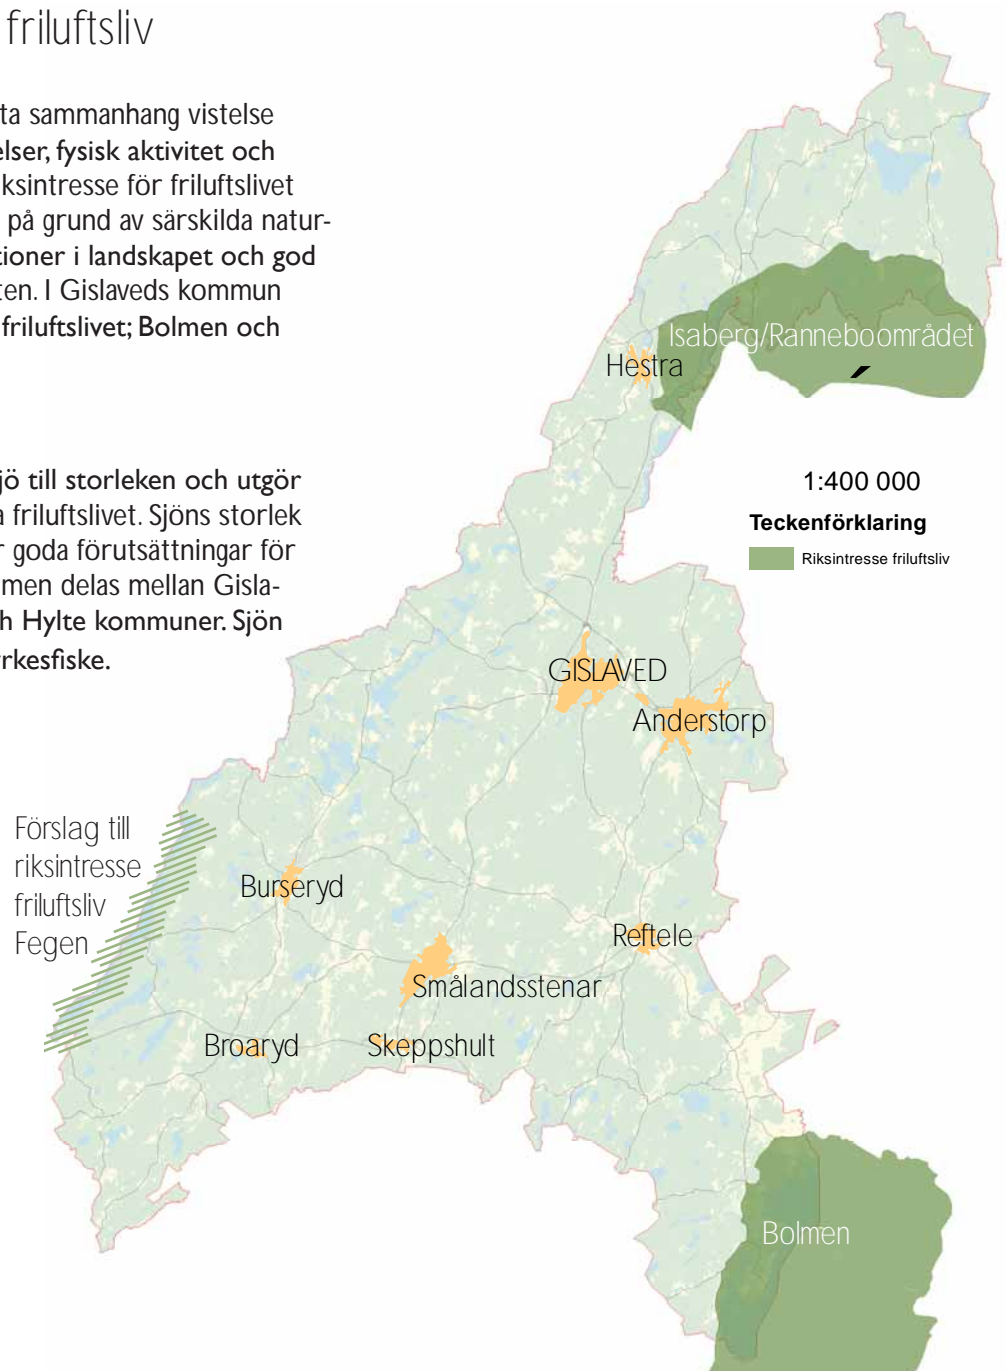 friluftsliv
ta sammanhang vistelse
elser, fysisk aktivitet och
iksintresse för friluftslivet
på grund av särskilda natur-
tioner i landskapet och god
ten. I Gislaveds kommun
friluftslivet; Bolmen och
jö till storleken och utgör
a friluftslivet. Sjöns storlek
r goda förutsättningar för
men delas mellan Gisla-
h Hylte kommuner. Sjön
rkesfiske.
Isaberg/Ranneboområdet
Hestra
1:400 000
Teckenförklaring
Riksintresse friluftsliv
GISLAVED
Anderstorp
Förslag till
riksintresse
friluftsliv
Fegen
Burseryd
Reftele
Smålandsstenar
Broaryd
Skeppshult
Bolmen